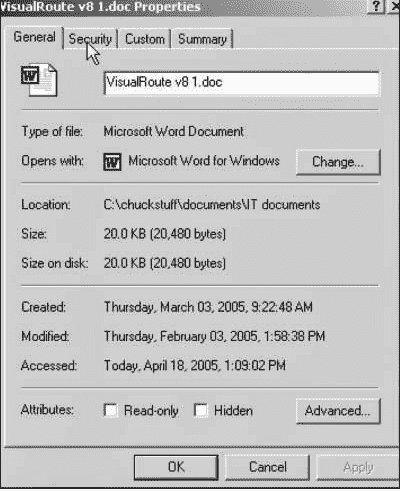 VisualRoute v8 1.doc Properties
General Security Custom Summary
VisualRoute v8 1.doc
Type of file: Microsoft Word Document
Opens with: Microsoft Word for Windows Change...
Location: C:\chuckstuff\documents\IT documents
Size: 20.0 KB (20,480 bytes)
Size on disk: 20.0 KB (20,480 bytes)
Created: Thursday, March 03, 2005, 9:22:48 AM
Modified: Thursday, February 03, 2005, 1:58:38 PM
Accessed: Today, April 18, 2005, 1:09:02 PM
Attributes: Read-only Hidden Advanced...
OK Cancel Apply